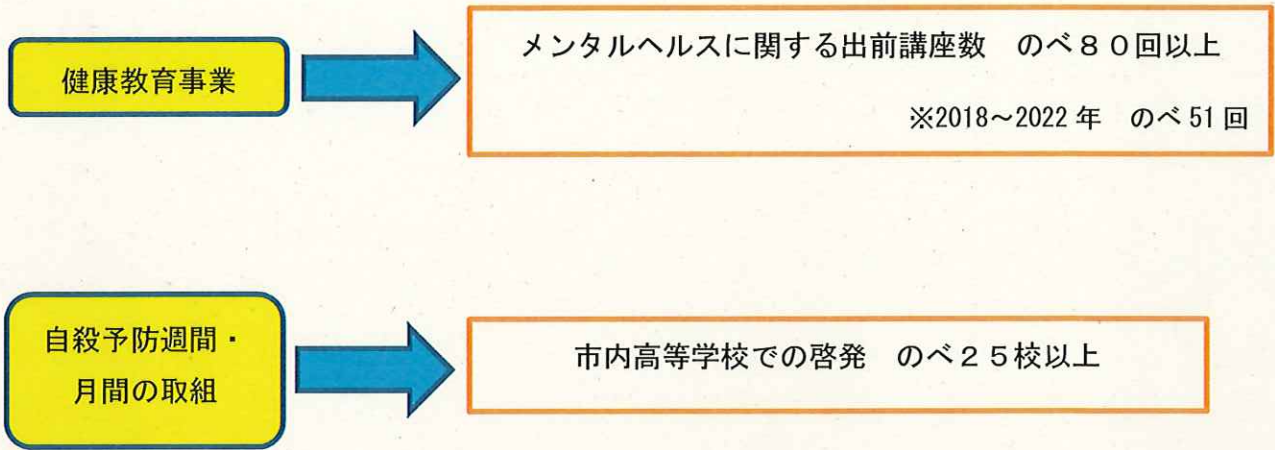 健康教育事業
メンタルヘルスに関する出前講座数　のべ８０回以上
※2018～2022 年　のべ 51 回
自殺予防週間・
月間の取組
市内高等学校での啓発　のべ２５校以上